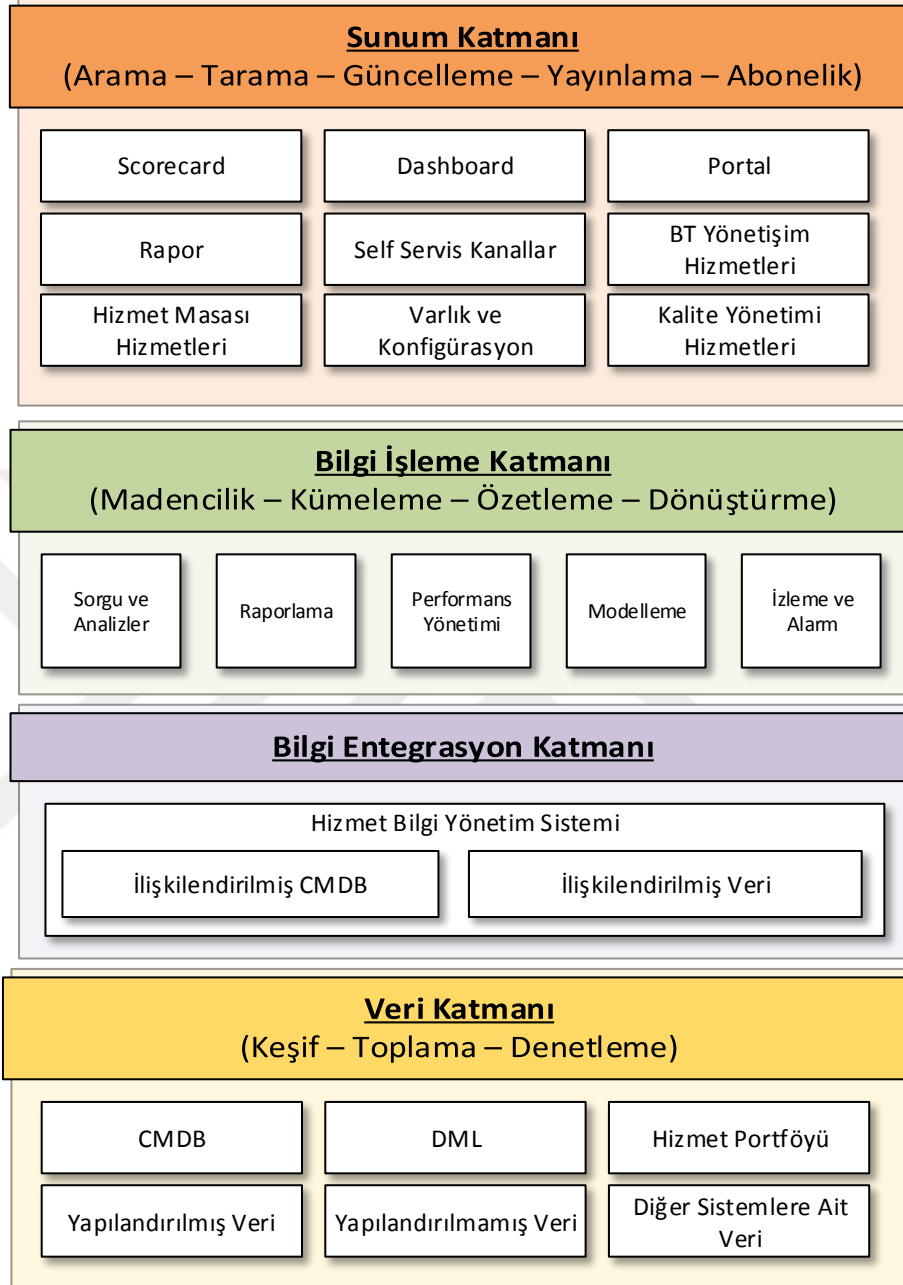 Sunum Katmanı
(Arama – Tarama – Güncelleme – Yayınlama – Abonelik)
Scorecard
Dashboard
Portal
Rapor
Self Servis Kanallar
BT Yönetişim
Hizmetleri
Hizmet Masası
Hizmetleri
Varlık ve
Konfigürasyon
Kalite Yönetimi
Hizmetleri
Bilgi İşleme Katmanı
(Madencilik – Kümeleme – Özetleme – Dönüştürme)
Sorgu ve
Analizler
Raporlama
Performans
Yönetimi
Modelleme
İzleme ve
Alarm
Bilgi Entegrasyon Katmanı
Hizmet Bilgi Yönetim Sistemi
İlişkilendirilmiş CMDB
İlişkilendirilmiş Veri
Veri Katmanı
(Keşif – Toplama – Denetleme)
CMDB
DML
Hizmet Portföyü
Yapılandırılmış Veri
Yapılandırılmamış Veri
Diğer Sistemlere Ait
Veri